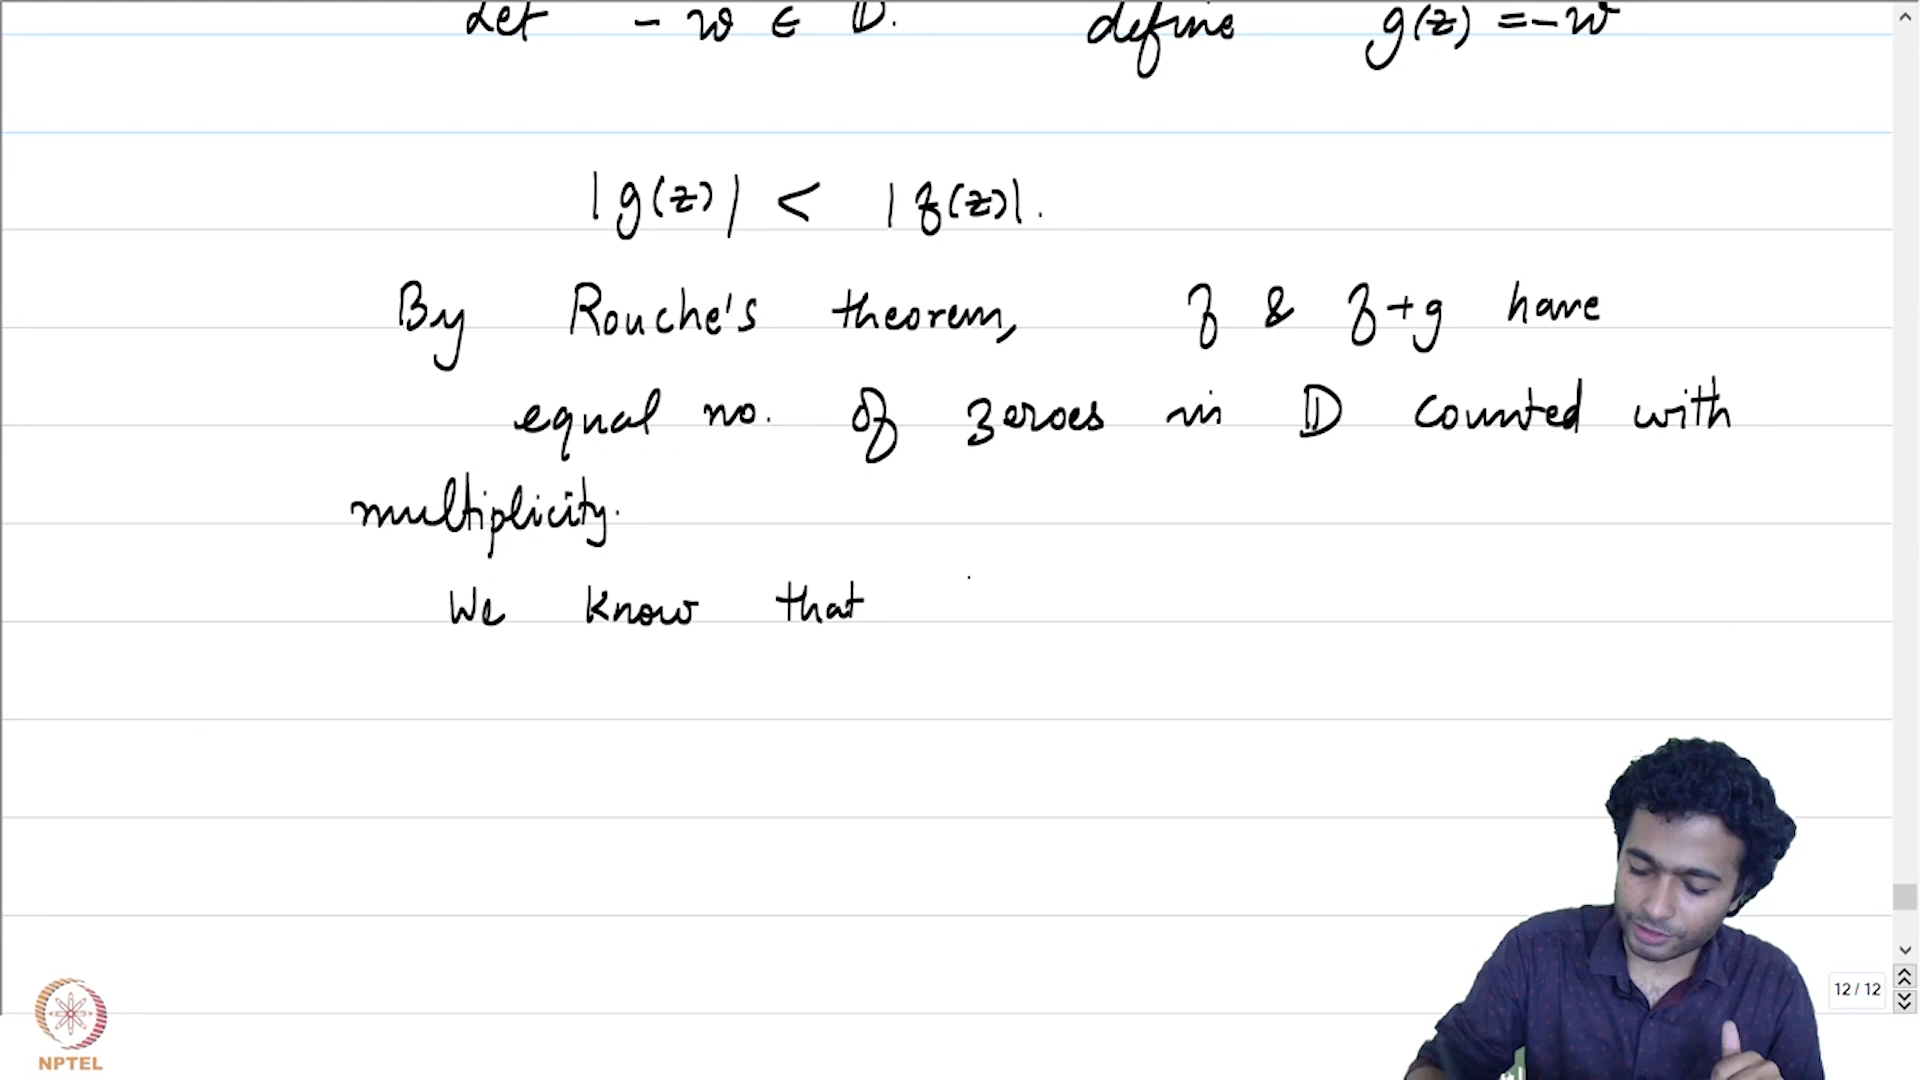 Let -w ∈ D. define g(z) = -w
|g(z)| < |f(z)|.
By Rouche's theorem, f & f+g have
equal no. of zeroes in D counted with
multiplicity.
We know that
12 / 12
NPTEL